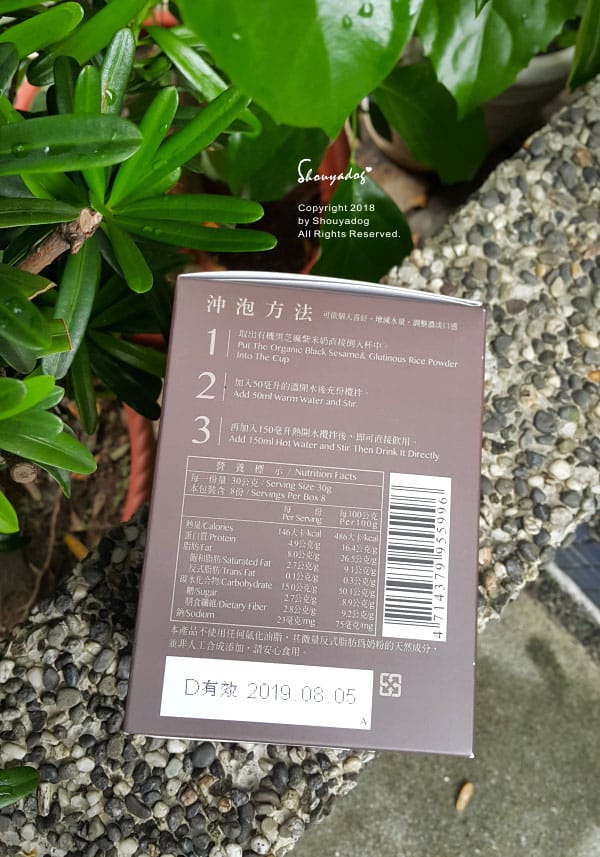 Shouyadog
Copyright 2018
by Shouyadog
All Rights Reserved.
沖泡方法 可依個人喜好，增減水量，調整濃淡口感
1 取出有機黑芝麻紫米奶直接倒入杯中。
Put The Organic Black Sesame& Glutinous Rice Powder
Into The Cup
2 加入50毫升的溫開水後充份攪拌。
Add 50ml Warm Water and Stir.
3 再加入150毫升熱開水攪拌後，即可直接飲用。
Add 150ml Hot Water and Stir Then Drink It Directly
營養標示/Nutrition Facts
每一份量 30公克/Serving Size 30g
本包裝含 8份/Servings Per Box 8
每 份 每100公克
Per Serving Per 100g
熱量/Calories 146大卡/kcal 486大卡/kcal
蛋白質/Protein 4.9公克/g 16.4公克/g
脂肪/Fat 8.0公克/g 26.5公克/g
飽和脂肪/Saturated Fat 2.7公克/g 9.1公克/g
反式脂肪/Trans Fat 0.1公克/g 0.3公克/g
碳水化合物/Carbohydrate 15.0公克/g 50.1公克/g
糖/Sugar 2.7公克/g 8.9公克/g
膳食纖維/Dietary Fiber 2.8公克/g 9.2公克/g
鈉/Sodium 23毫克/mg 75毫克/mg
4 714379 955996
本產品不使用任何氫化油脂，其微量反式脂肪為奶粉的天然成分，
並非人工合成添加，請安心食用。
D有效 2019.08.05
A